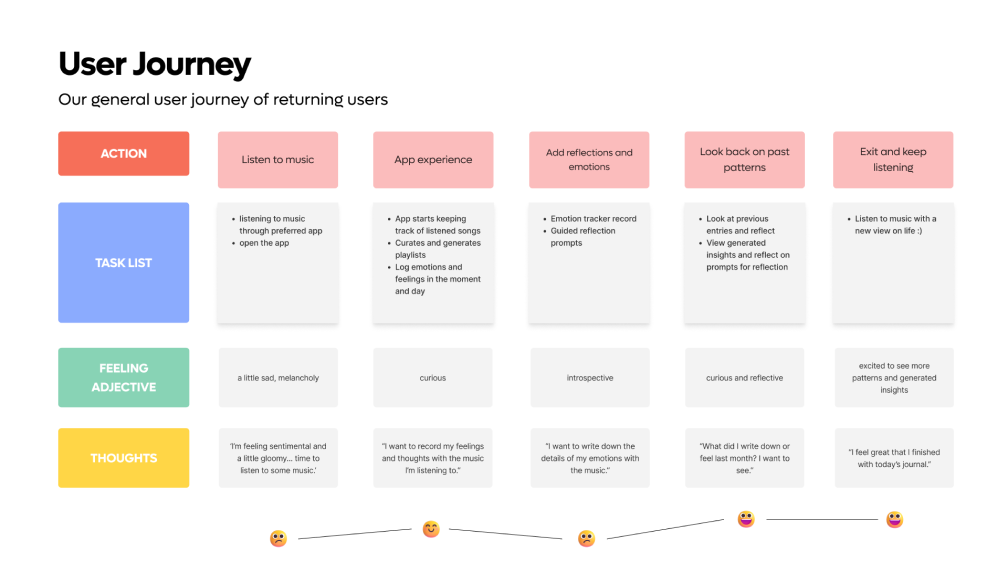 User Journey
Our general user journey of returning users
ACTION
Listen to music
App experience
Add reflections and
emotions
Look back on past
patterns
Exit and keep
listening
TASK LIST
• listening to music
through preferred app
• open the app
• App starts keeping
track of listened songs
• Curates and generates
playlists
• Log emotions and
feelings in the moment
and day
• Emotion tracker record
• Guided reflection
prompts
• Look at previous
entries and reflect
• View generated
insights and reflect on
prompts for reflection
• Listen to music with a
new view on life :)
FEELING
ADJECTIVE
a little sad, melancholy
curious
introspective
curious and reflective
excited to see more
patterns and generated
insights
THOUGHTS
'I'm feeling sentimental and
a little gloomy... time to
listen to some music.'
"I want to record my feelings
and thoughts with the music
I'm listening to."
"I want to write down the
details of my emotions with
the music."
"What did I write down or
feel last month? I want to
see."
"I feel great that I finished
with today's journal."